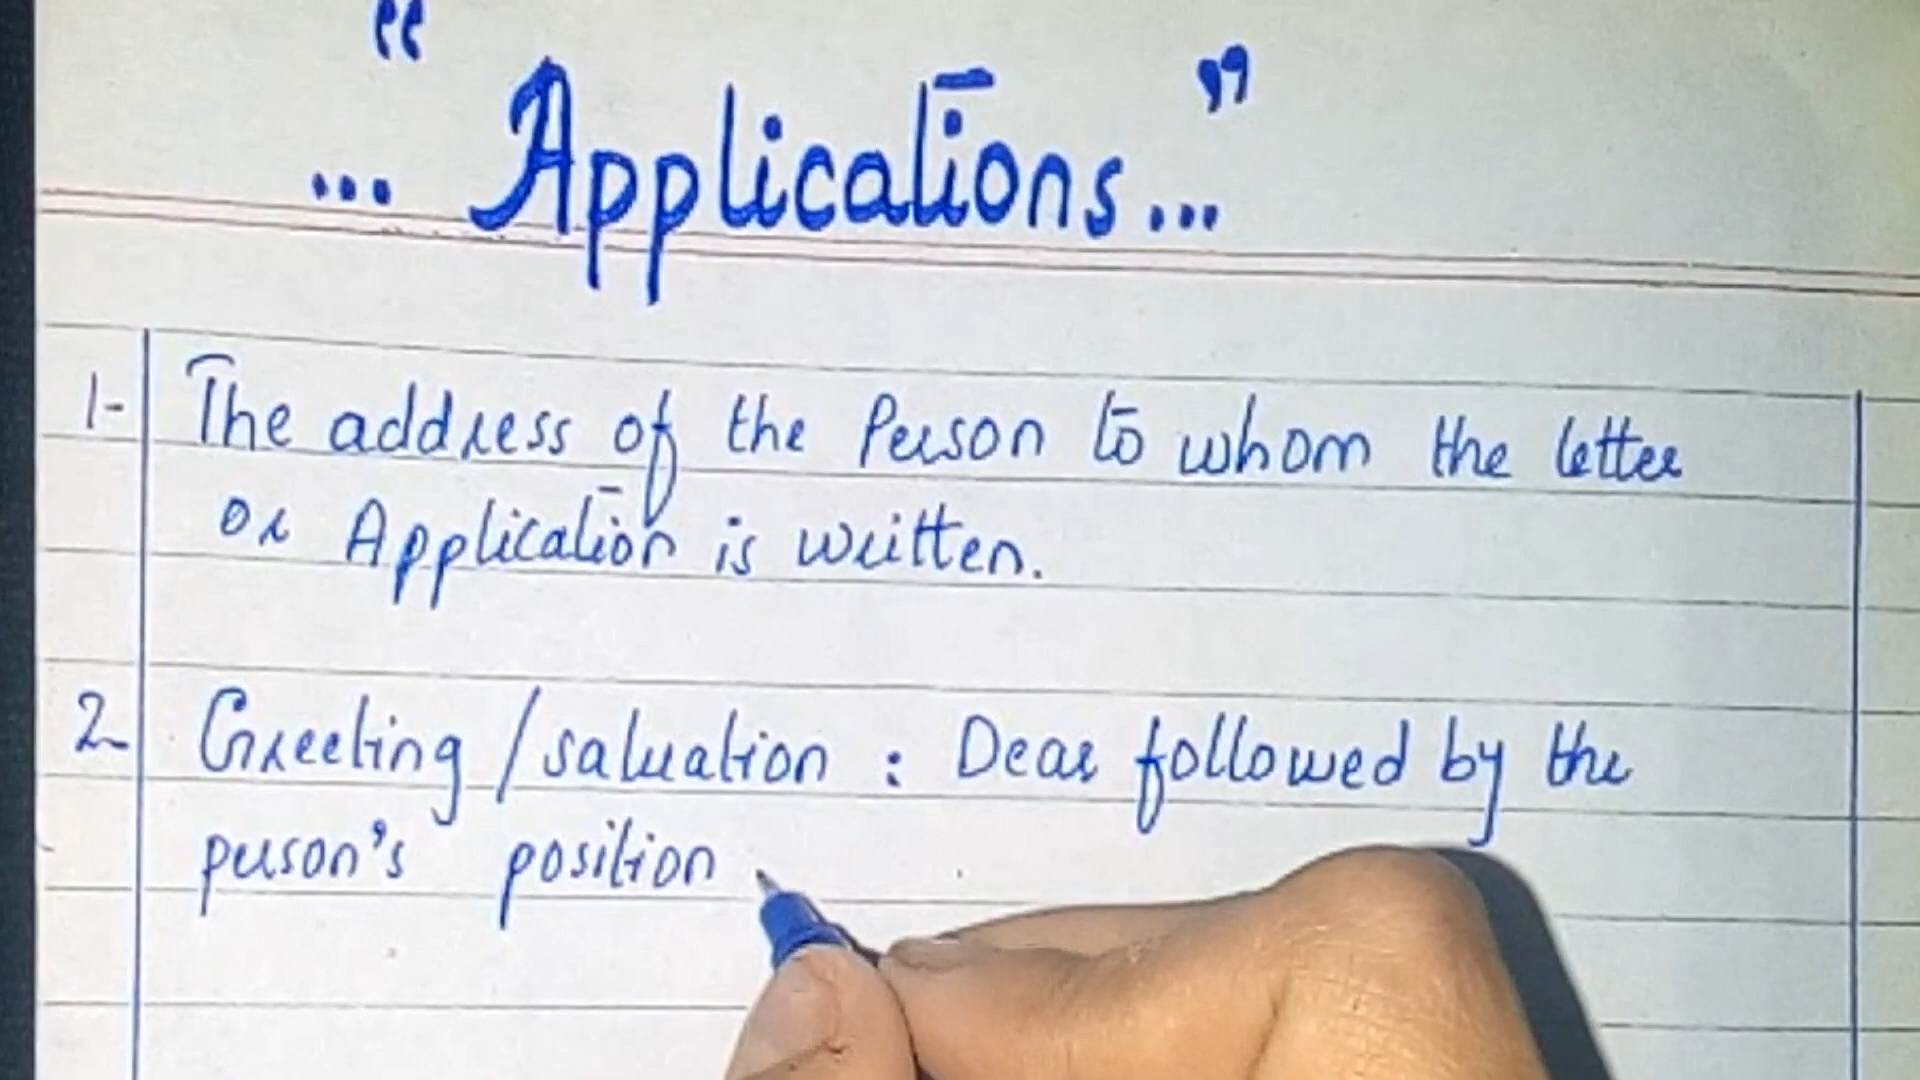 "... Applications ..."
1- The address of the Person to whom the letter
or Application is written.
2 Greeting / saluation : Dear followed by the
person's position